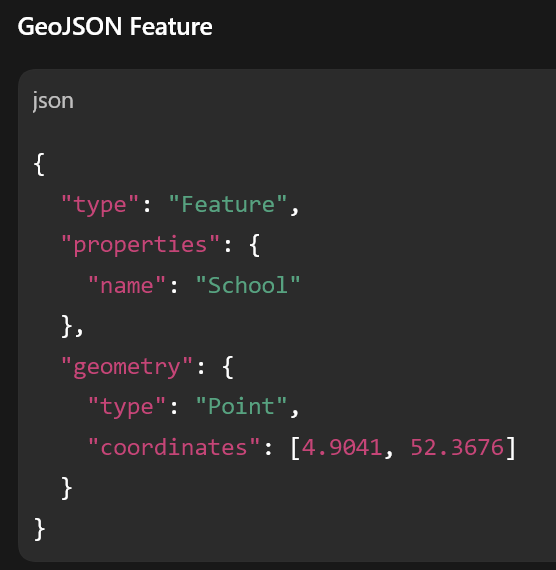 GeoJSON Feature
json
{
  "type": "Feature",
  "properties": {
    "name": "School"
  },
  "geometry": {
    "type": "Point",
    "coordinates": [4.9041, 52.3676]
  }
}